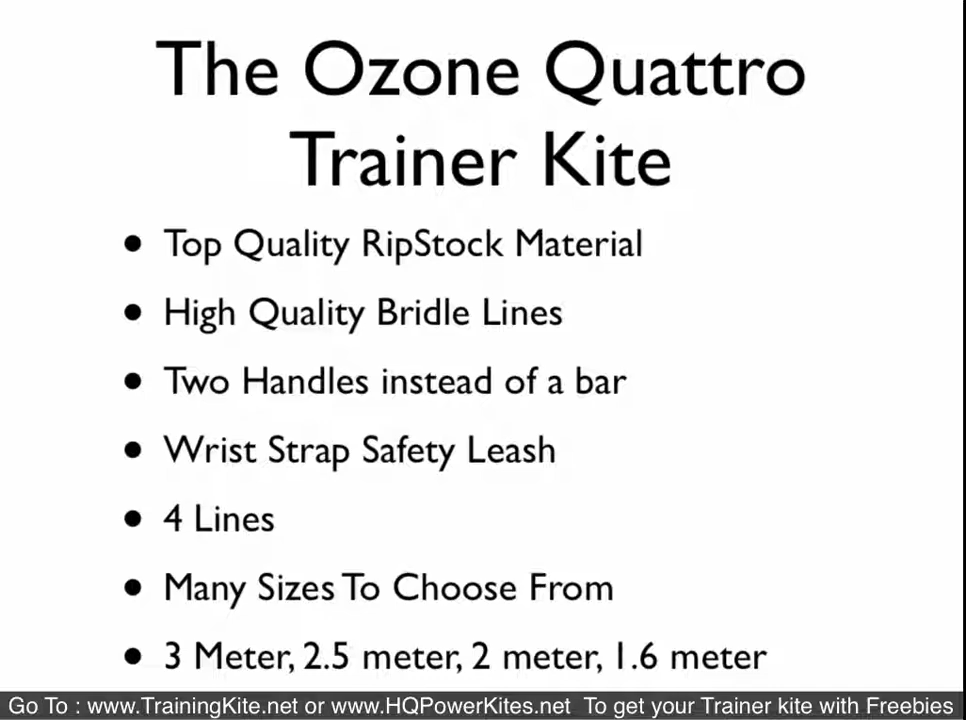 The Ozone Quattro
Trainer Kite
• Top Quality RipStock Material
• High Quality Bridle Lines
• Two Handles instead of a bar
• Wrist Strap Safety Leash
• 4 Lines
• Many Sizes To Choose From
• 3 Meter, 2.5 meter, 2 meter, 1.6 meter
Go To : www.TrainingKite.net or www.HQPowerKites.net To get your Trainer kite with Freebies